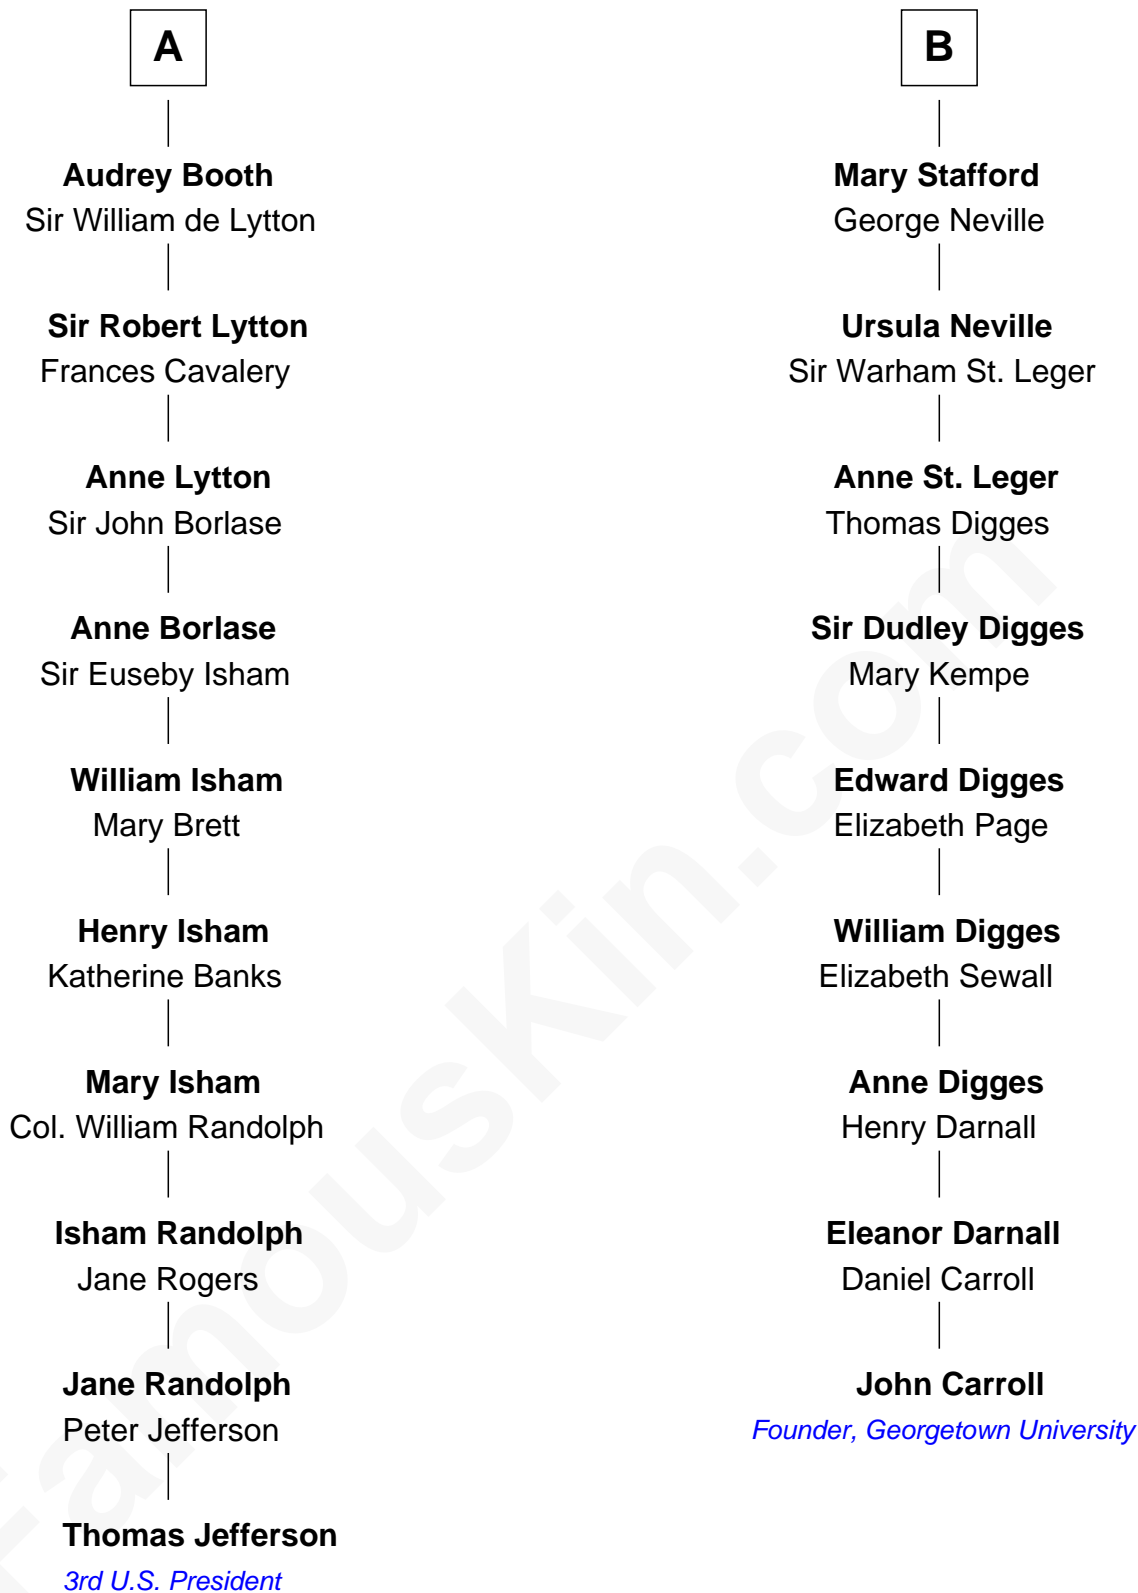 A
Audrey Booth
Sir William de Lytton
Sir Robert Lytton
Frances Cavalery
Anne Lytton
Sir John Borlase
Anne Borlase
Sir Euseby Isham
William Isham
Mary Brett
Henry Isham
Katherine Banks
Mary Isham
Col. William Randolph
Isham Randolph
Jane Rogers
Jane Randolph
Peter Jefferson
Thomas Jefferson
3rd U.S. President
B
Mary Stafford
George Neville
Ursula Neville
Sir Warham St. Leger
Anne St. Leger
Thomas Digges
Sir Dudley Digges
Mary Kempe
Edward Digges
Elizabeth Page
William Digges
Elizabeth Sewall
Anne Digges
Henry Darnall
Eleanor Darnall
Daniel Carroll
John Carroll
Founder, Georgetown University
FamousKin.com